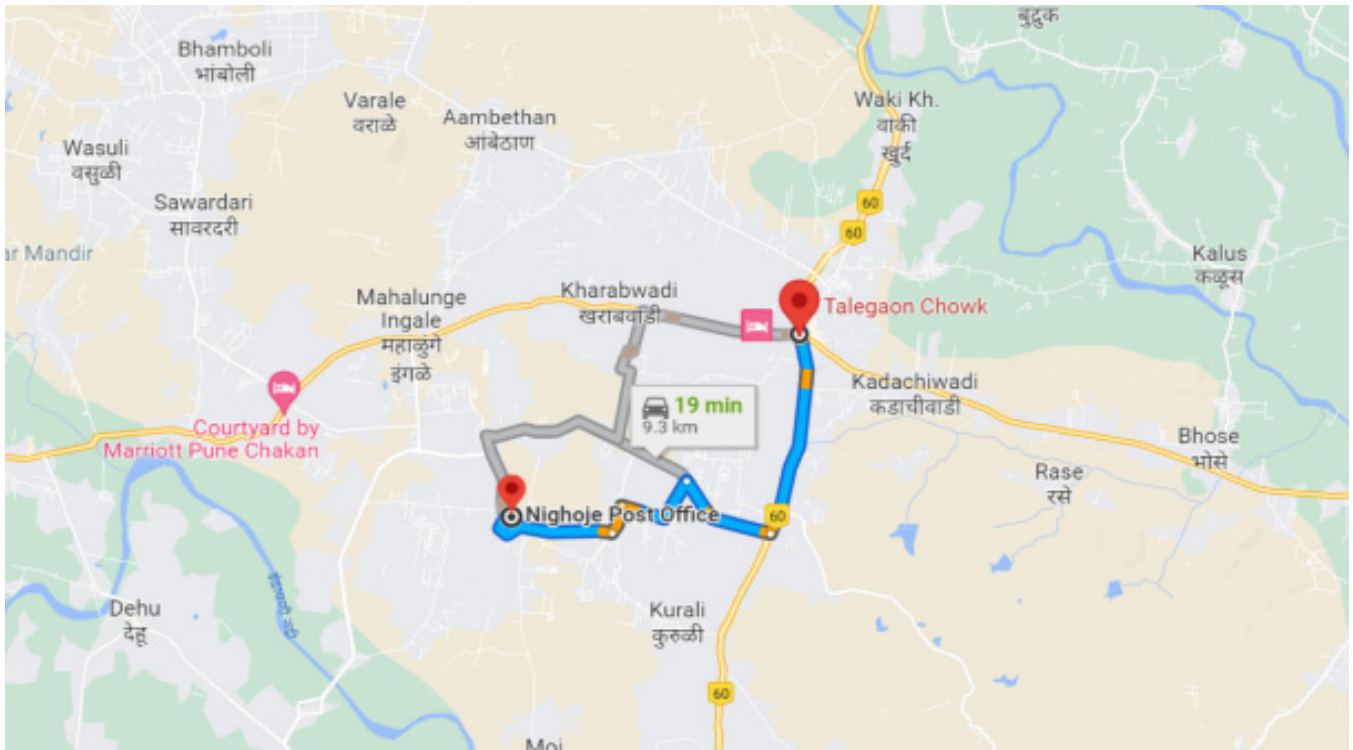 बुद्रुक
Bhamboli
भांबोली
Varale
वराळे
Aambethan
आंबेठाण
Waki Kh.
वाकी
खुर्द
Wasuli
वसुळी
Sawardari
सावरदरी
60
60
ar Mandir
Kalus
कळूस
Mahalunge
Ingale
महाळुंगे
इंगळे
Kharabwadi
खराबवाडी
Talegaon Chowk
Kadachiwadi
कडाचीवाडी
19 min
9.3 km
Courtyard by
Marriott Pune Chakan
Bhose
भोसे
Rase
रसे
Nighoje Post Office
60
Dehu
देहू
इंद्रायणी नदी
Kurali
कुरुळी
60
Moi